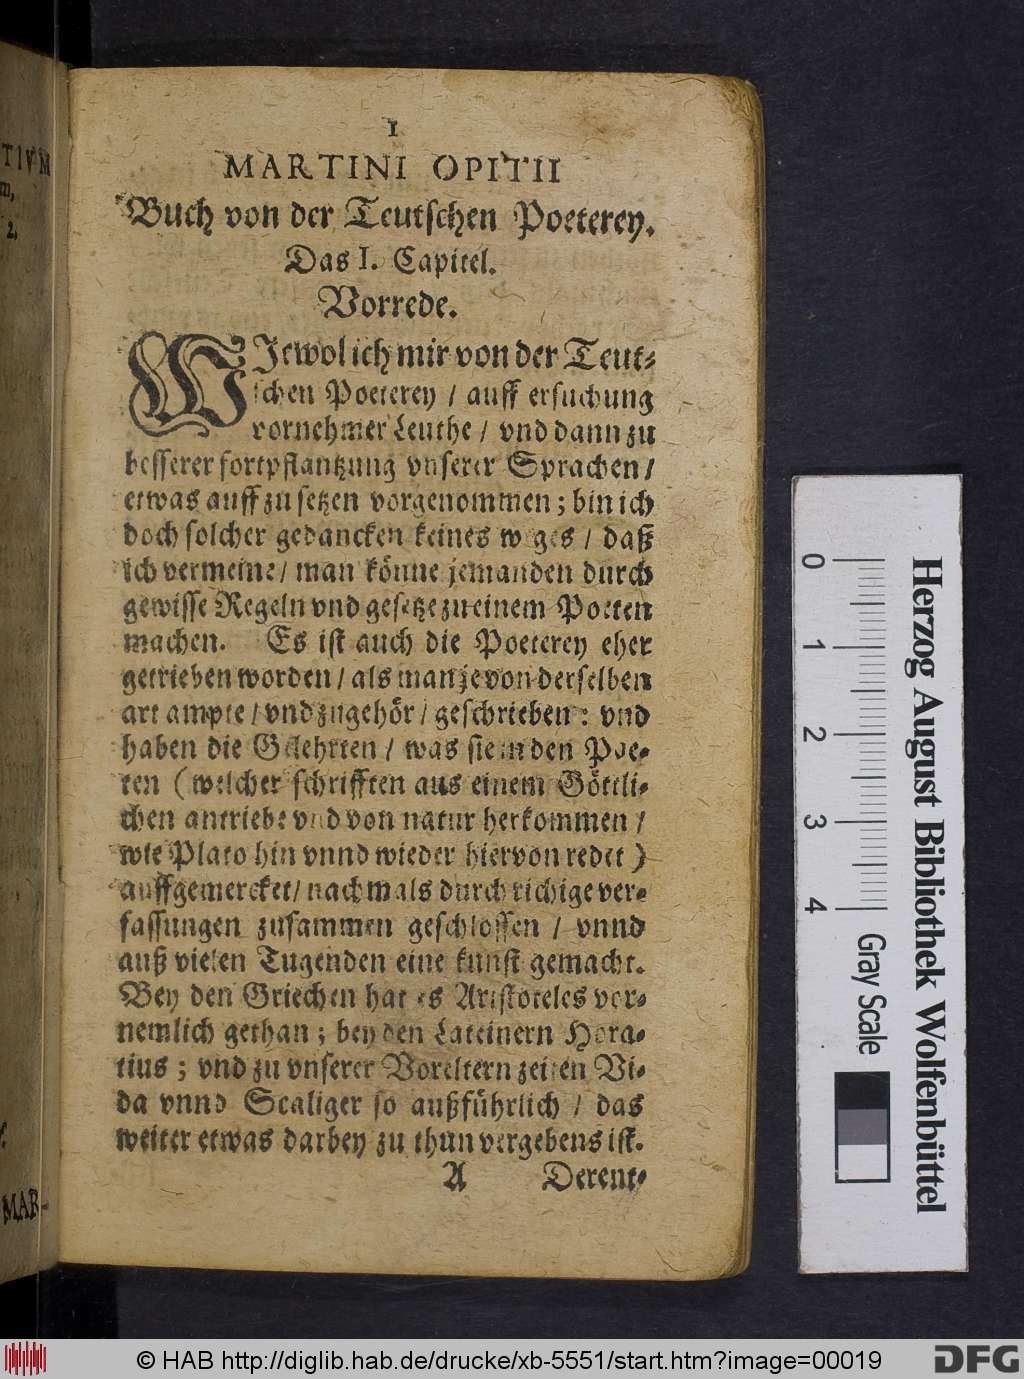 TIVM
m,
2.
MAR-
1
MARTINI OPITII
Buch von der Teutschen Poeterey.
Das I. Capitel.
Vorrede.
WJewol ich mir von der Teut-
schen Poeterey / auff ersuchung
vornehmer Leuthe / vnd dann zu
besserer fortpflantzung vnserer Sprachen /
etwas auff zu setzen vorgenommen; bin ich
doch solcher gedancken keines weges / daß
ich vermeine / man könne jemanden durch
gewisse Regeln vnd gesetze zu einem Poeten
machen. Es ist auch die Poeterey eher
getrieben worden / als man je von derselben
art ampte / vnd zugehör / geschrieben: vnd
haben die Gelehrten / was sie in den Poe-
ten (welcher schrifften aus einem Göttli-
chen antriebe vnd von natur herkommen /
wie Plato hin vnnd wieder hiervon redet)
auffgemercket / nachmals durch richige ver-
fassungen zusammen geschlossen / vnnd
auß vielen Tugenden eine kunst gemacht.
Bey den Griechen hat es Aristoteles vor-
nemlich gethan; bey den Lateinern Hora-
tius; vnd zu vnserer Voreltern zeiten Vi-
da vnnd Scaliger so außführlich / das
weiter etwas darbey zu thun vergebens ist.
A Derent-
0 1 2 3 4 Gray Scale
Herzog August Bibliothek Wolfenbüttel
© HAB http://diglib.hab.de/drucke/xb-5551/start.htm?image=00019
DFG